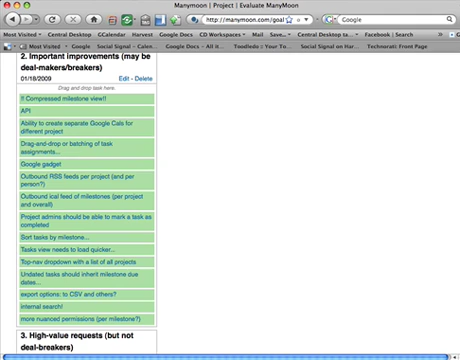 Manymoon | Project | Evaluate ManyMoon
http://manymoon.com/goal
Google
Most Visited
Central Desktop
GCalendar
Harvest
Google Docs
Wiki
Mail
Save...
Central Desktop ta...
Facebook | Search
Most Visited
Google
Social Signal – Calen...
Google Docs – All it...
Toodledo :: Your To...
Social Signal on Har...
Technorati: Front Page
2. Important improvements (may be
deal-makers/breakers)
01/18/2009
Edit - Delete
Drag and drop task here.
!! Compressed milestone view!!
API
Ability to create separate Google Cals for
different project
Drag-and-drop or batching of task
assignments...
Google gadget
Outbound RSS feeds per project (and per
person?)
Outbound ical feed of milestones (per project
and overall)
Project admins should be able to mark a task as
completed
Sort tasks by milestone...
Tasks view needs to load quicker...
Top-nav dropdown with a list of all projects
Undated tasks should inherit milestone due
dates...
export options: to CSV and others?
internal search!
more nuanced permissions (per milestone?)
3. High-value requests (but not
deal-breakers)